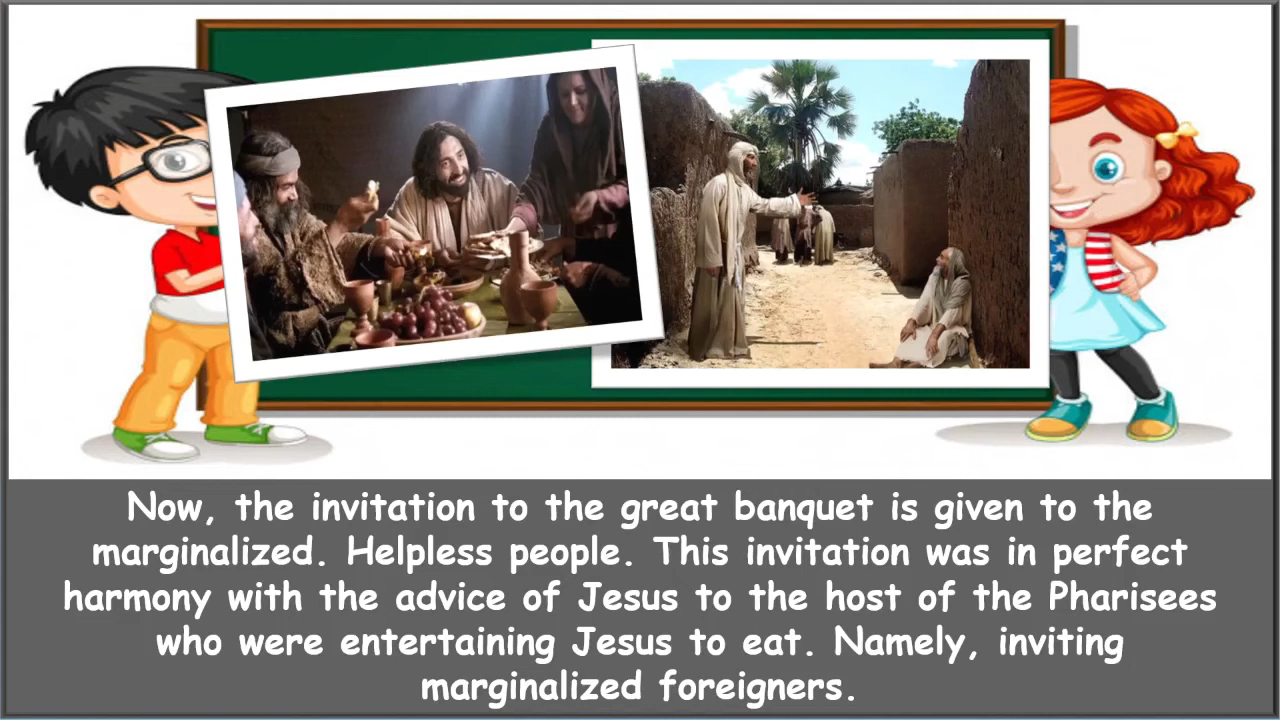 Now, the invitation to the great banquet is given to the
marginalized. Helpless people. This invitation was in perfect
harmony with the advice of Jesus to the host of the Pharisees
who were entertaining Jesus to eat. Namely, inviting
marginalized foreigners.